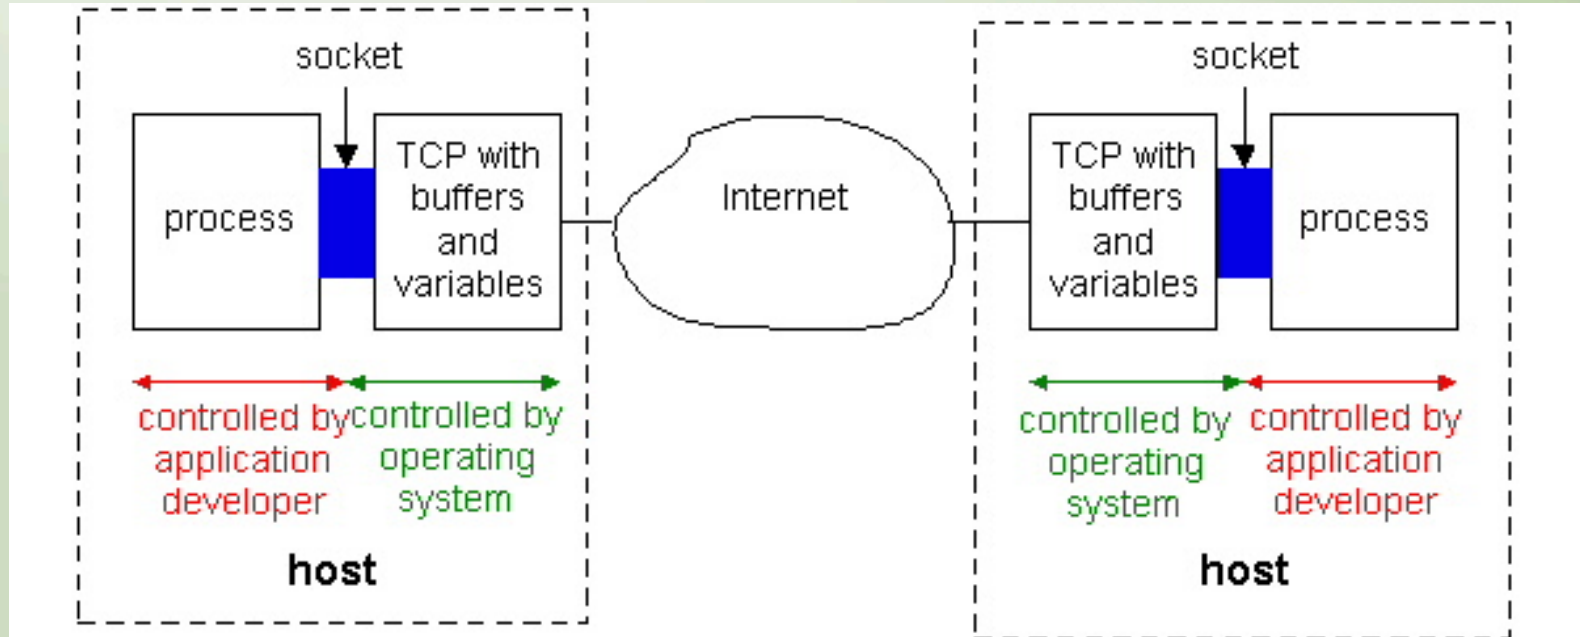 socket
process
TCP with
buffers
and
variables
controlled by
application
developer
controlled by
operating
system
host
Internet
socket
TCP with
buffers
and
variables
process
controlled by
operating
system
controlled by
application
developer
host